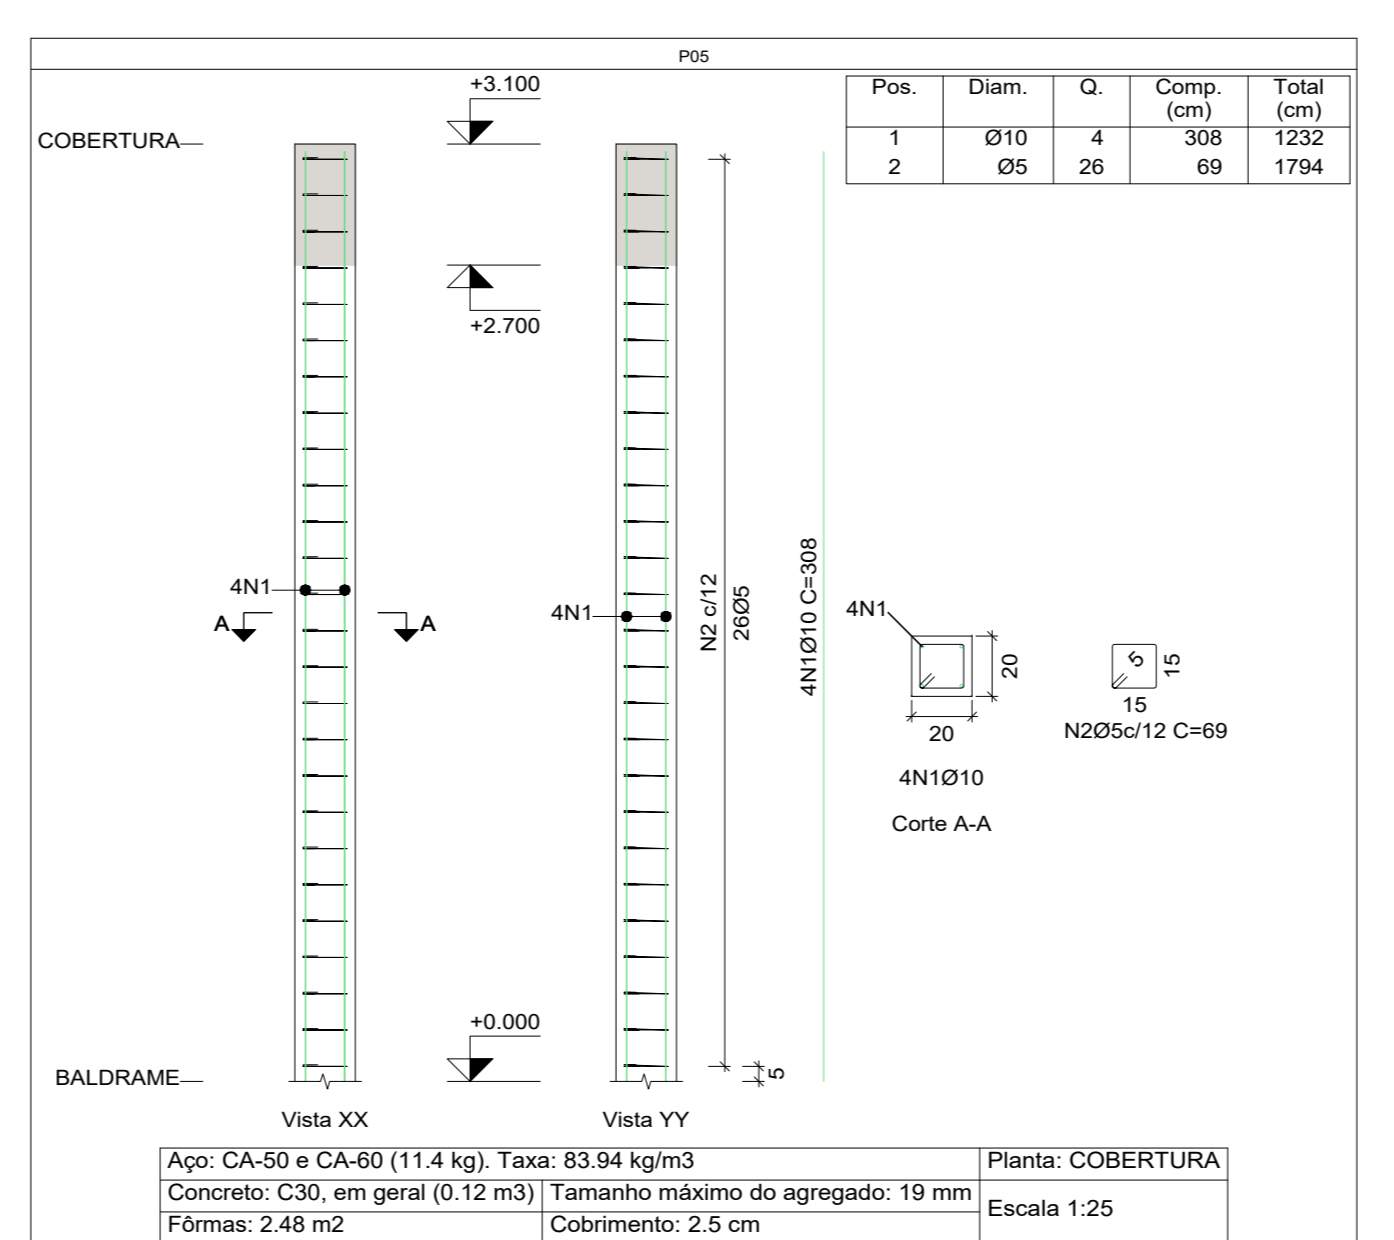 P05
+3.100
COBERTURA
Pos. Diam. Q. Comp. (cm) Total (cm)
1 Ø10 4 308 1232
2 Ø5 26 69 1794
+2.700
4N1
A A
4N1
N2 c/12
26Ø5
4N1Ø10 C=308
4N1
20
20
4N1Ø10
Corte A-A
5
15
15
N2Ø5c/12 C=69
+0.000
BALDRAME
5
Vista XX
Vista YY
Aço: CA-50 e CA-60 (11.4 kg). Taxa: 83.94 kg/m3
Planta: COBERTURA
Concreto: C30, em geral (0.12 m3)
Tamanho máximo do agregado: 19 mm
Escala 1:25
Fôrmas: 2.48 m2
Cobrimento: 2.5 cm